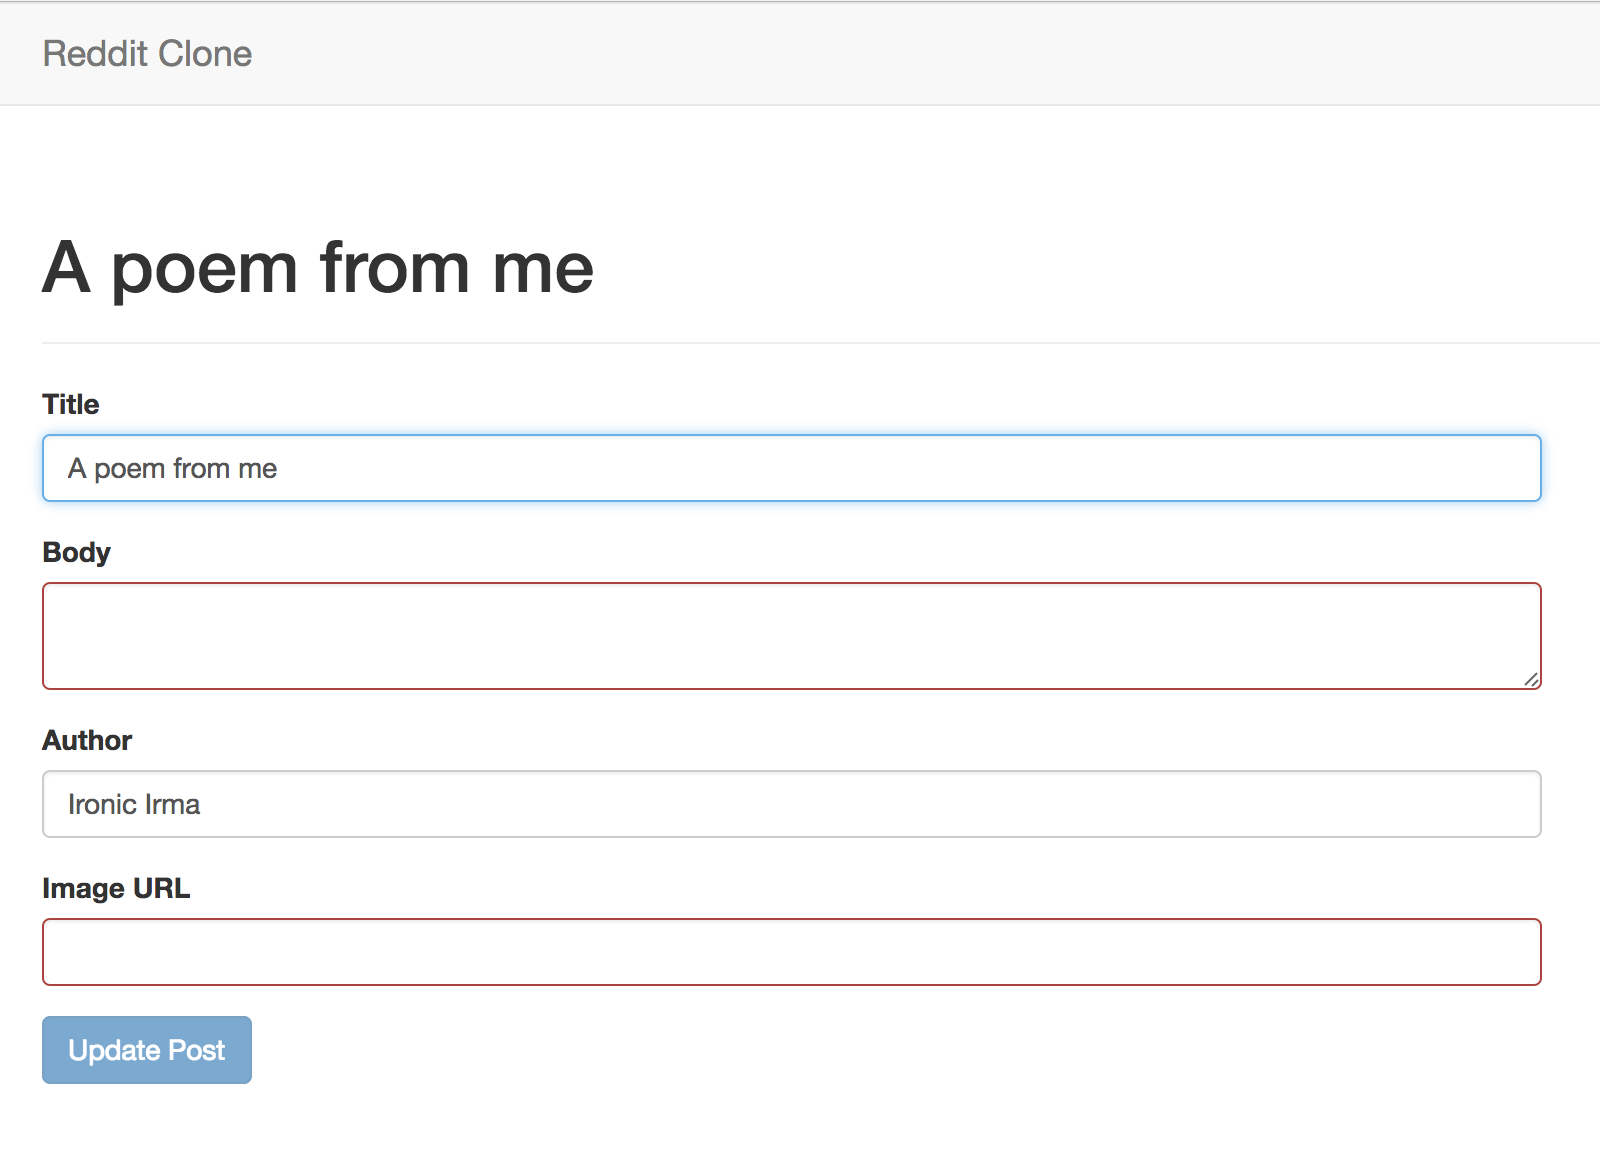 Reddit Clone
A poem from me
Title
A poem from me
Body
Author
Ironic Irma
Image URL
Update Post